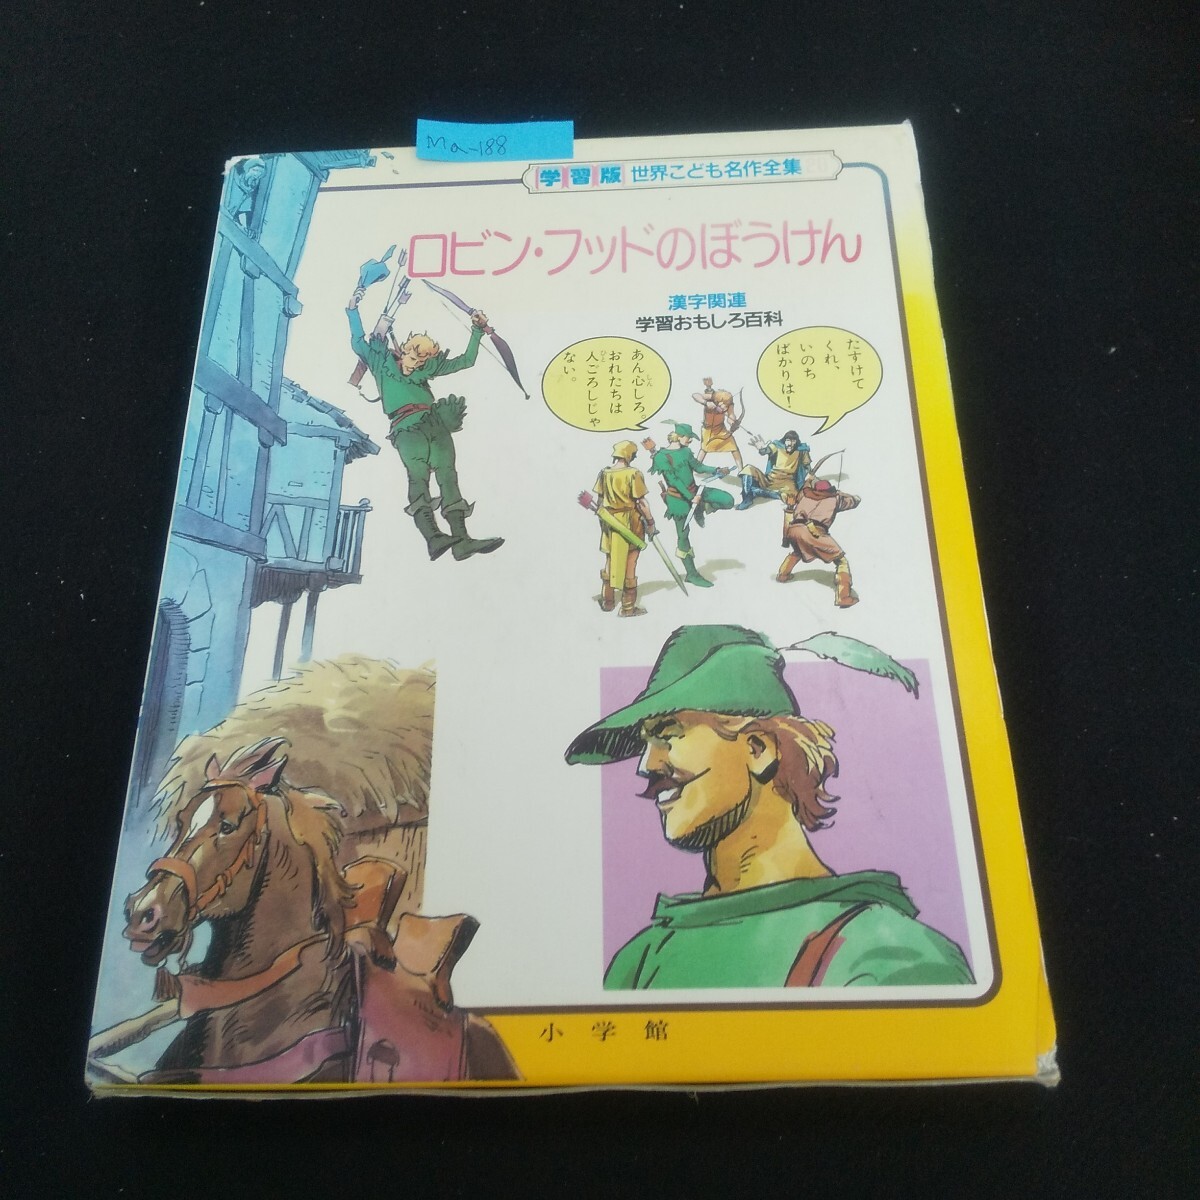 Ma-188
学習版 世界こども名作全集 20
ロビン・フッドのぼうけん
漢字関連
学習おもしろ百科
たすけて
くれ、
いのち
ばかりは!
あん心しろ。
おれたちは
人ごろしじゃ
ない。
小学館